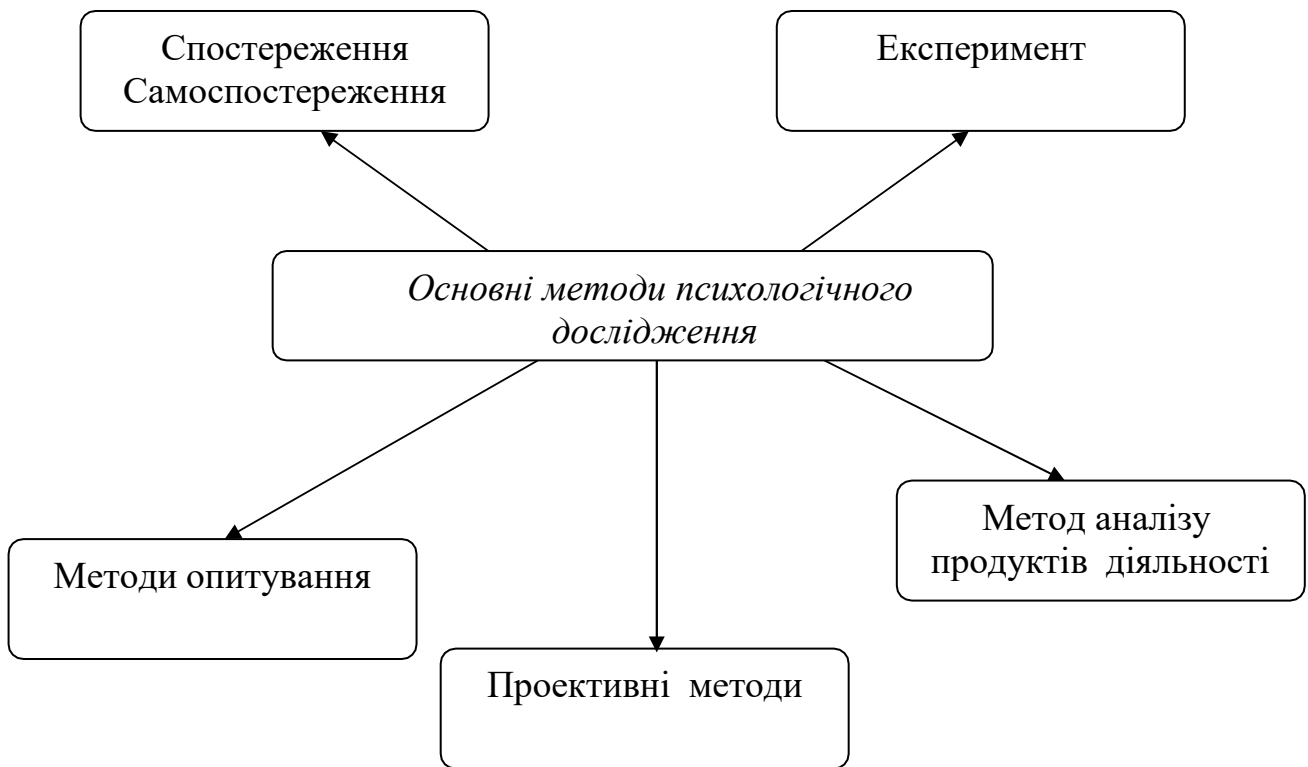 Спостереження
Самоспостереження
Експеримент
Основні методи психологічного
дослідження
Методи опитування
Проективні методи
Метод аналізу
продуктів діяльності